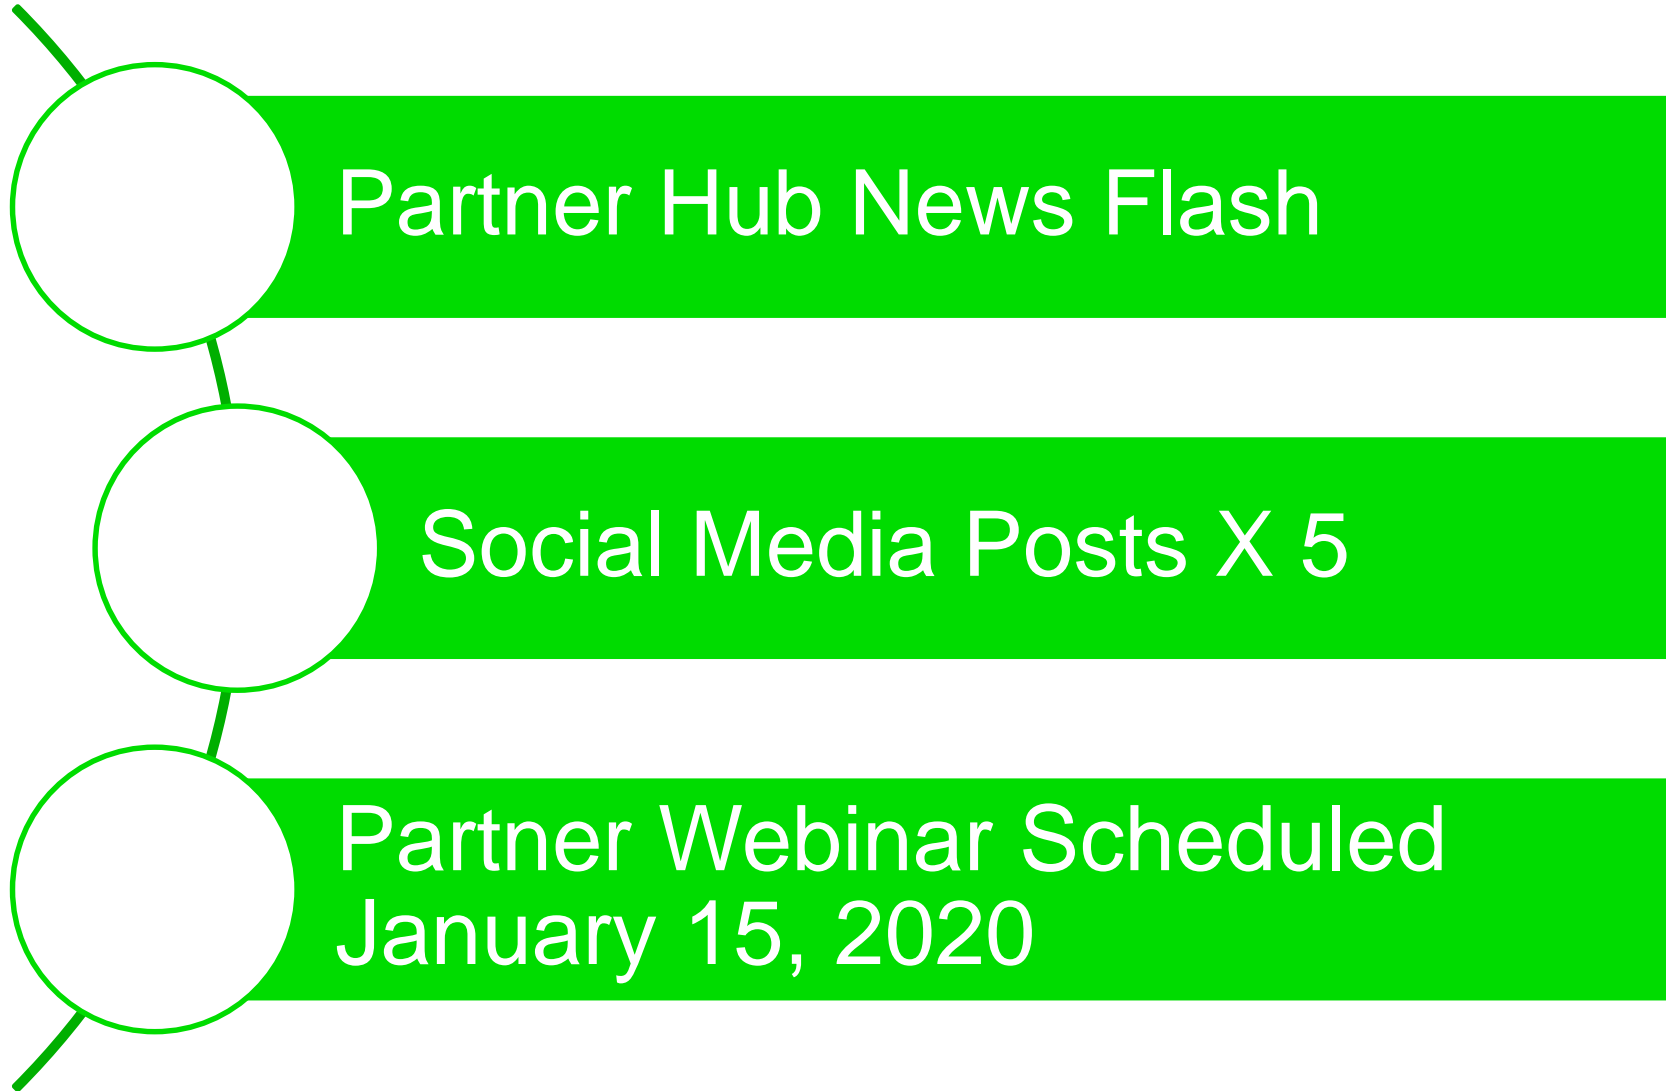 Partner Hub News Flash
Social Media Posts X 5
Partner Webinar Scheduled
January 15, 2020